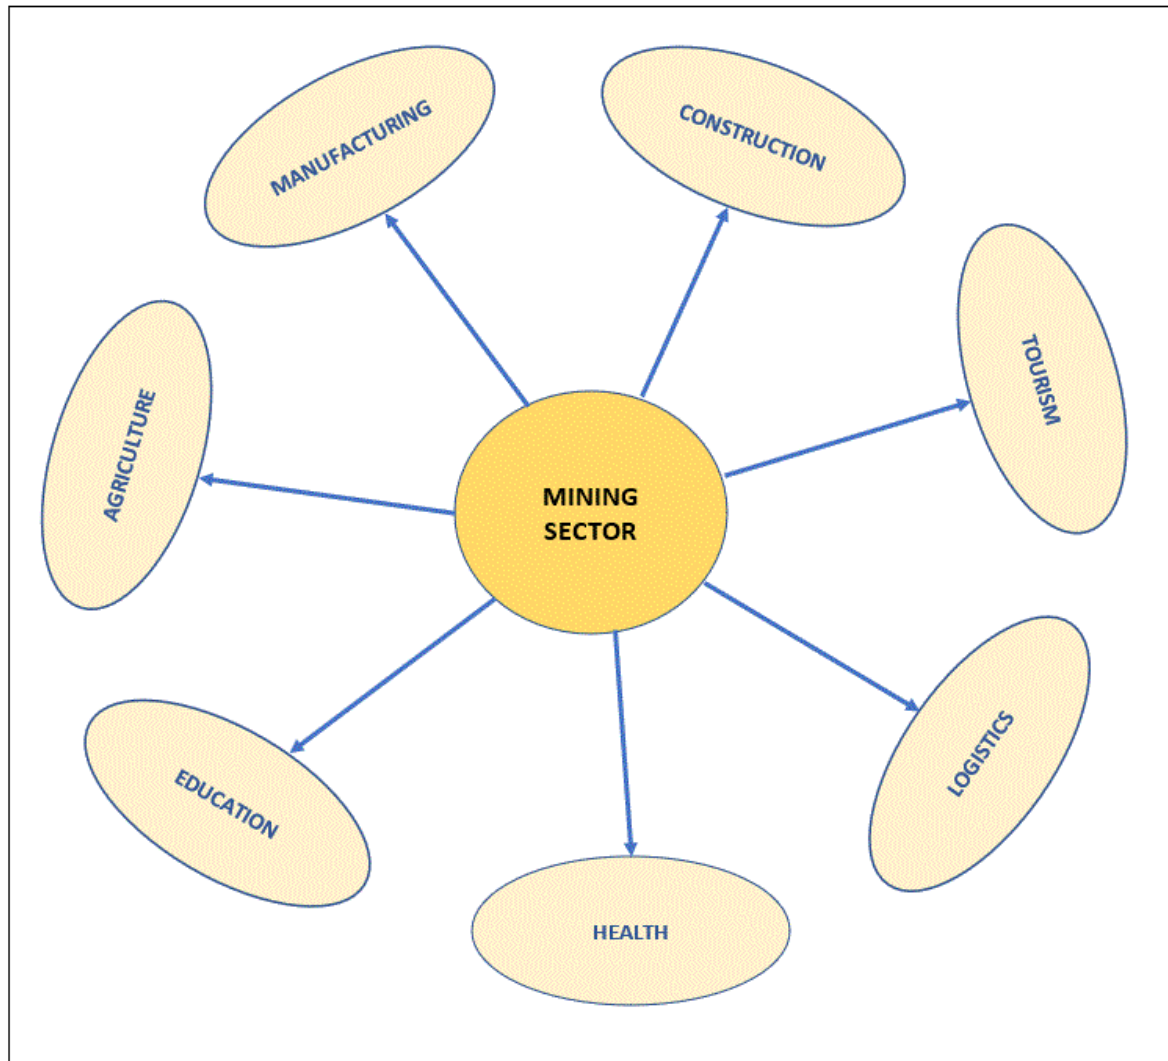 MANUFACTURING
CONSTRUCTION
TOURISM
AGRICULTURE
MINING
SECTOR
LOGISTICS
EDUCATION
HEALTH